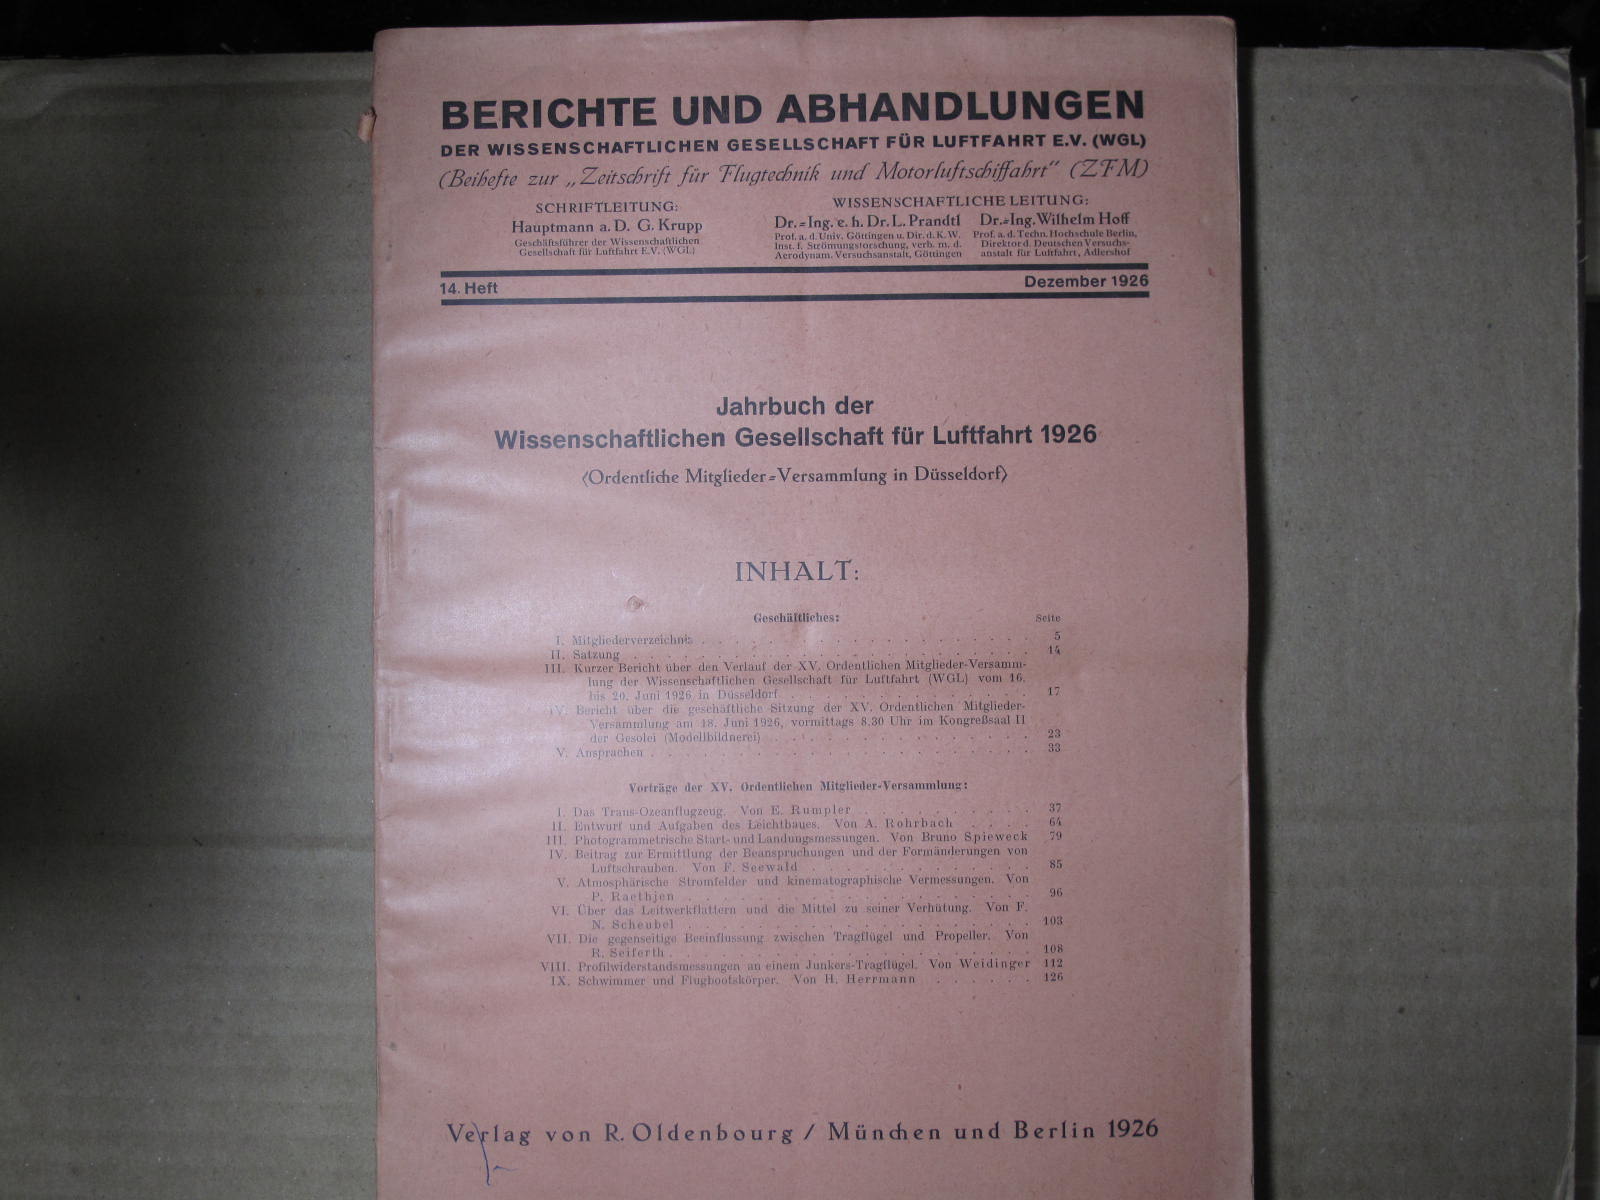 BERICHTE UND ABHANDLUNGEN
DER WISSENSCHAFTLICHEN GESELLSCHAFT FÜR LUFTFAHRT E.V. (WGL)
(Beihefte zur „Zeitschrift für Flugtechnik und Motorluftschiffahrt“ (ZFM)
SCHRIFTLEITUNG:
Hauptmann a. D. G. Krupp
Geschäftsführer der Wissenschaftlichen
Gesellschaft für Luftfahrt E.V. (WGL)
WISSENSCHAFTLICHE LEITUNG:
Dr.=Ing. e. h. Dr. L. Prandtl
Prof. a. d. Univ. Göttingen u. Dir. d. K. W.
Inst. f. Strömungsforschung, verb. m. d.
Aerodynam. Versuchsanstalt, Göttingen
Dr.=Ing. Wilhelm Hoff
Prof. a. d. Techn. Hochschule Berlin,
Direktor d. Deutschen Versuchs-
anstalt für Luftfahrt, Adlershof
14. Heft Dezember 1926
Jahrbuch der
Wissenschaftlichen Gesellschaft für Luftfahrt 1926
(Ordentliche Mitglieder=Versammlung in Düsseldorf)
INHALT:
Geschäftliches: Seite
I. Mitgliederverzeichnis 5
II. Satzung 14
III. Kurzer Bericht über den Verlauf der XV. Ordentlichen Mitglieder-Versamm-
lung der Wissenschaftlichen Gesellschaft für Luftfahrt (WGL) vom 16.
bis 20. Juni 1926 in Düsseldorf 17
IV. Bericht über die geschäftliche Sitzung der XV. Ordentlichen Mitglieder-
Versammlung am 18. Juni 1926, vormittags 8.30 Uhr im Kongreßsaal II
der Gesolei (Modellbildnerei) 23
V. Ansprachen 33
Vorträge der XV. Ordentlichen Mitglieder-Versammlung:
I. Das Trans-Ozeanflugzeug. Von E. Rumpler 37
II. Entwurf und Aufgaben des Leichtbaues. Von A. Rohrbach 64
III. Photogrammetrische Start- und Landungsmessungen. Von Bruno Spieweck 79
IV. Beitrag zur Ermittlung der Beanspruchungen und der Formänderungen von
Luftschrauben. Von F. Seewald 85
V. Atmosphärische Stromfelder und kinematographische Vermessungen. Von
P. Raethjen 96
VI. Über das Leitwerkflattern und die Mittel zu seiner Verhütung. Von F.
N. Scheubel 103
VII. Die gegenseitige Beeinflussung zwischen Tragflügel und Propeller. Von
R. Seiferth 108
VIII. Profilwiderstandsmessungen an einem Junkers-Tragflügel. Von Weidinger 112
IX. Schwimmer und Flugbootskörper. Von H. Herrmann 126
Verlag von R. Oldenbourg / München und Berlin 1926